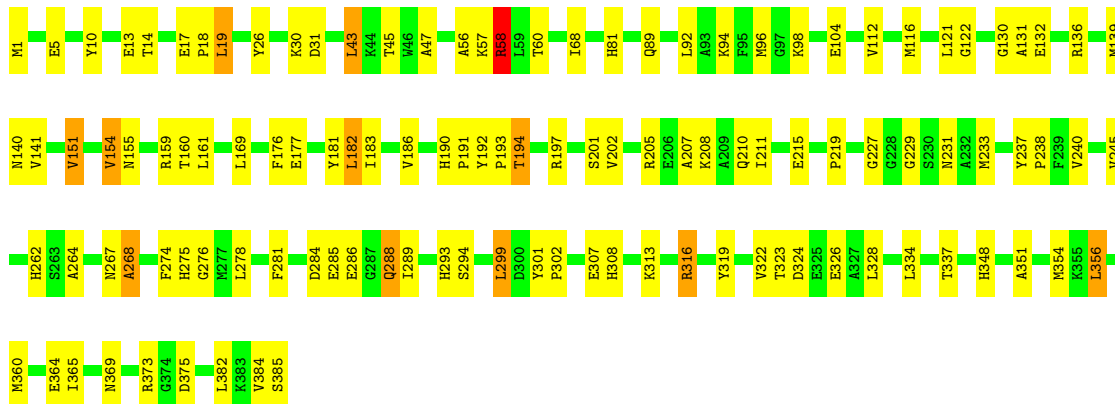 M1 E5 Y10 E13 T14 E17 P18 L19 Y26 K30 D31 L43 K44 T45 W46 A47 A56 K57 R58 L59 T60 I68 H81 Q89 L92 A93 K94 F95 M96 G97 K98 E104 V112 M116 L121 G122 G130 A131 E132 R136
N140 V141 V151 V154 N155 R159 T160 L161 L169 F176 E177 Y181 L182 I183 V186 H190 P191 Y192 P193 T194 R197 S201 V202 R205 E206 A207 K208 A209 Q210 I211 E215 P219 G227 G228 G229 S230 N231 A232 M233 Y237 P238 F239 V240
H262 S263 A264 N267 A268 F274 H275 G276 M277 L278 F281 D284 E285 E286 G287 Q288 I289 H293 S294 L299 D300 Y301 P302 E307 H308 K313 R316 Y319 V322 T323 D324 E325 E326 A327 L328 L334 T337 H348 A351 M354 K355 L356
M360 E364 I365 N369 R373 G374 D375 L382 K383 V384 S385